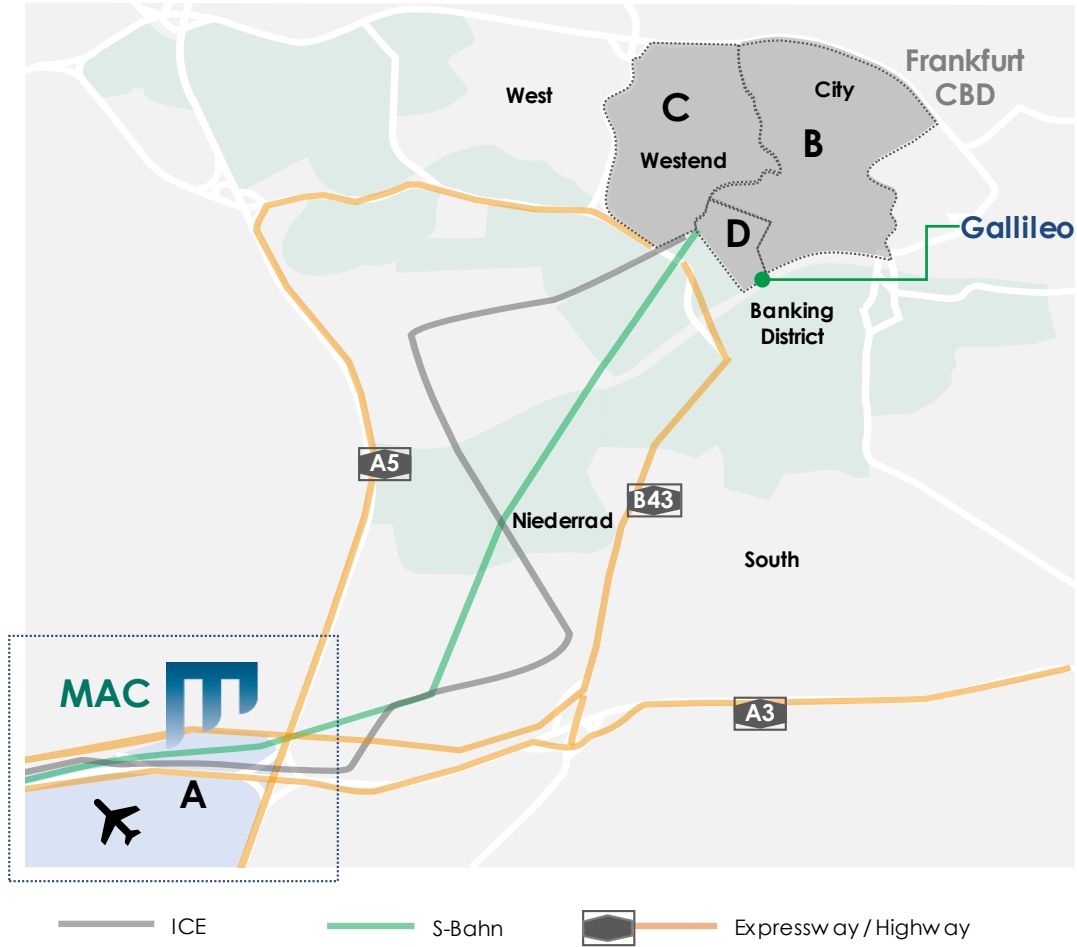 Frankfurt
CBD
City
West
C
B
Westend
D
Gallileo
Banking
District
A5
B43
Niederrad
South
MAC
A3
A
ICE
S-Bahn
Expressway / Highway